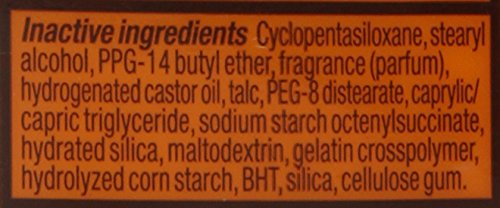 Inactive ingredients Cyclopentasiloxane, stearyl
alcohol, PPG-14 butyl ether, fragrance (parfum),
hydrogenated castor oil, talc, PEG-8 distearate, caprylic/
capric triglyceride, sodium starch octenylsuccinate,
hydrated silica, maltodextrin, gelatin crosspolymer,
hydrolyzed corn starch, BHT, silica, cellulose gum.